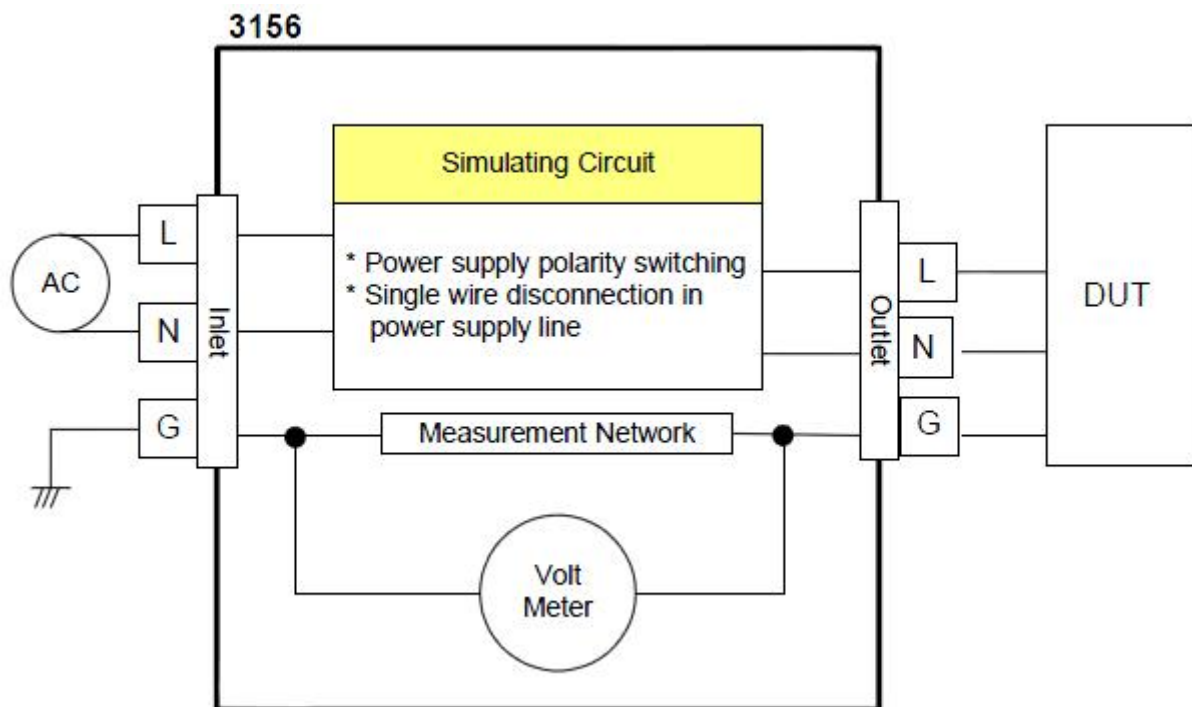 3156
Simulating Circuit
* Power supply polarity switching
* Single wire disconnection in
power supply line
AC
L
N
G
Inlet
Outlet
L
N
G
DUT
Measurement Network
Volt
Meter